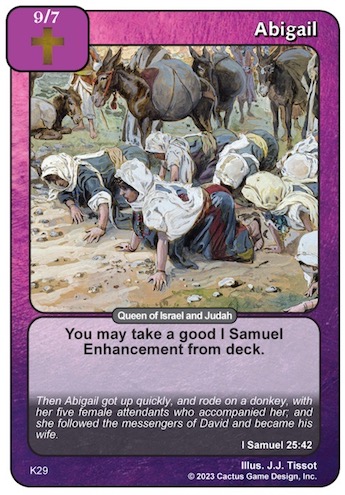 9/7
Abigail
Queen of Israel and Judah
You may take a good I Samuel
Enhancement from deck.
Then Abigail got up quickly, and rode on a donkey, with
her five female attendants who accompanied her; and
she followed the messengers of David and became his
wife.
I Samuel 25:42
Illus. J.J. Tissot
K29
© 2023 Cactus Game Design, Inc.